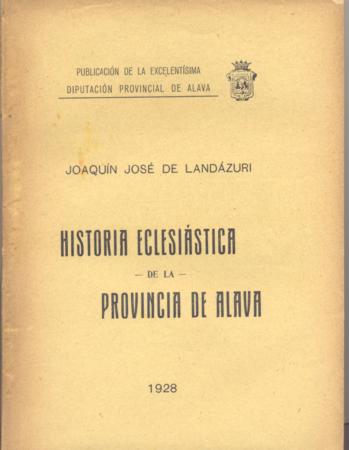 PUBLICACIÓN DE LA EXCELENTÍSIMA
DIPUTACIÓN PROVINCIAL DE ALAVA
JOAQUÍN JOSÉ DE LANDÁZURI
HISTORIA ECLESIÁSTICA
— DE LA —
PROVINCIA DE ALAVA
1928